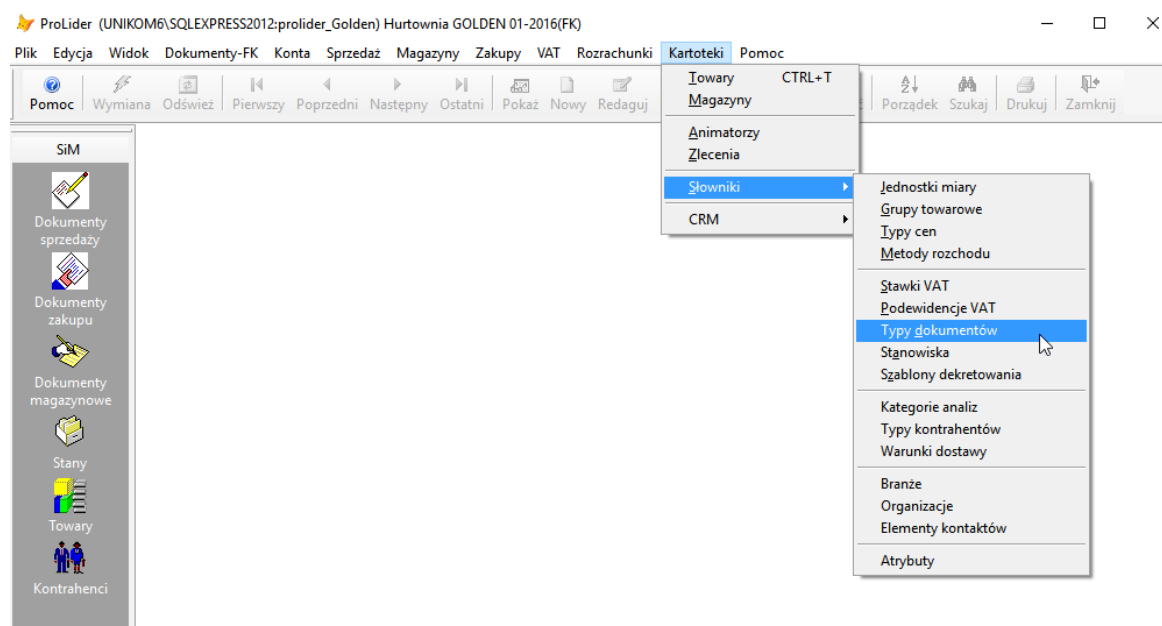 ProLider (UNIKOM6\SQLEXPRESS2012:prolider_Golden) Hurtownia GOLDEN 01-2016(FK)
Plik Edycja Widok Dokumenty-FK Konta Sprzedaż Magazyny Zakupy VAT Rozrachunki Kartoteki Pomoc
Pomoc Wymiana Odśwież Pierwszy Poprzedni Następny Ostatni Pokaż Nowy Redaguj Porządek Szukaj Drukuj Zamknij
Towary CTRL+T
Magazyny
Animatorzy
Zlecenia
Słowniki
CRM
Jednostki miary
Grupy towarowe
Typy cen
Metody rozchodu
Stawki VAT
Podewidencje VAT
Typy dokumentów
Stanowiska
Szablony dekretowania
Kategorie analiz
Typy kontrahentów
Warunki dostawy
Branże
Organizacje
Elementy kontaktów
Atrybuty
SiM
Dokumenty
sprzedaży
Dokumenty
zakupu
Dokumenty
magazynowe
Stany
Towary
Kontrahenci